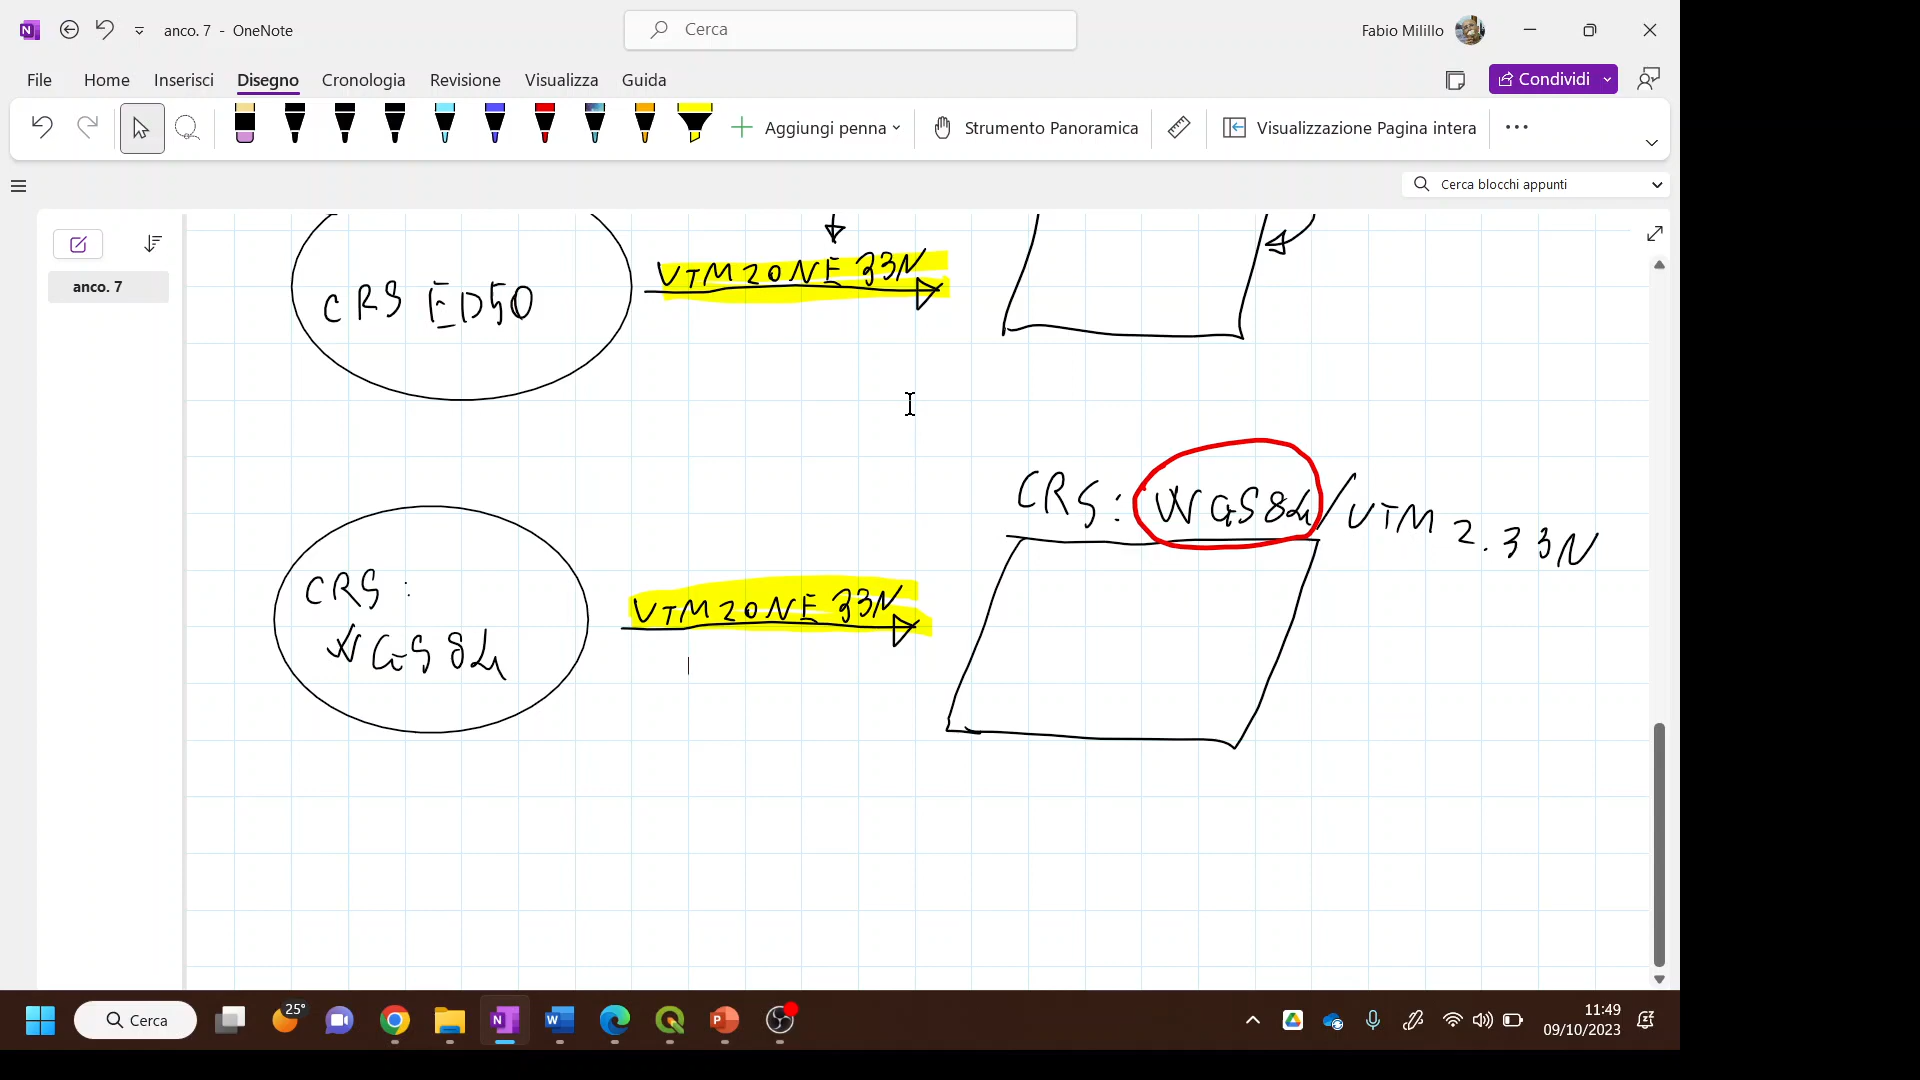 anco. 7 - OneNote
Cerca
Fabio Milillo
File Home Inserisci Disegno Cronologia Revisione Visualizza Guida
Condividi
Aggiungi penna
Strumento Panoramica
Visualizzazione Pagina intera
Cerca blocchi appunti
anco. 7
UTM ZONE 33N
CRS ED50
CRS: WGS84/UTM Z. 33N
CRS :
WGS84
UTM ZONE 33N
Cerca
25°
11:49
09/10/2023